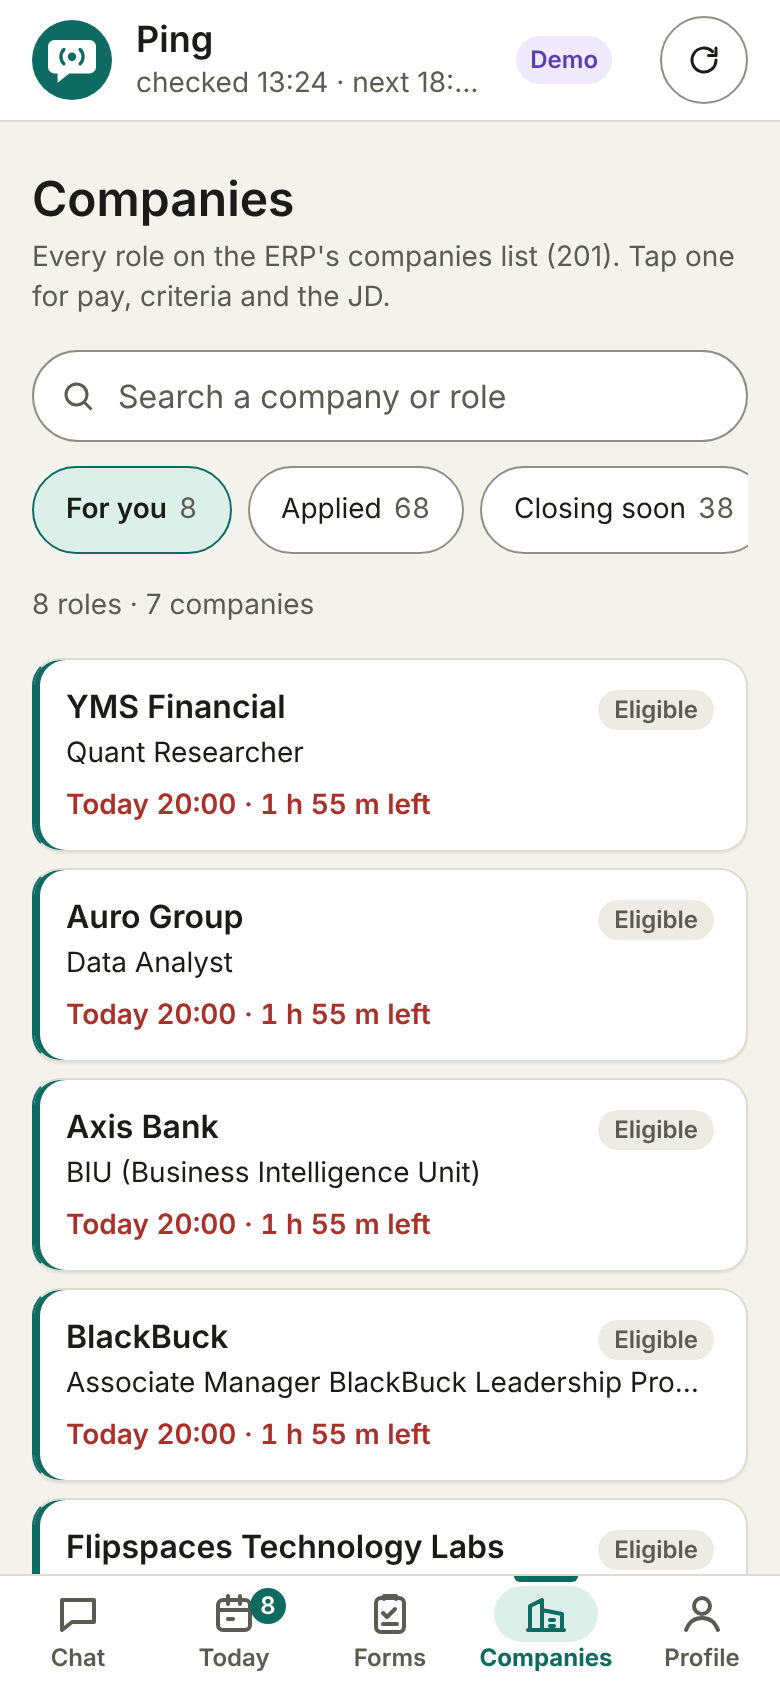 Ping
checked 13:24 · next 18:...
Demo
Companies
Every role on the ERP's companies list (201). Tap one
for pay, criteria and the JD.
Search a company or role
For you 8
Applied 68
Closing soon 38
8 roles · 7 companies
YMS Financial
Eligible
Quant Researcher
Today 20:00 · 1 h 55 m left
Auro Group
Eligible
Data Analyst
Today 20:00 · 1 h 55 m left
Axis Bank
Eligible
BIU (Business Intelligence Unit)
Today 20:00 · 1 h 55 m left
BlackBuck
Eligible
Associate Manager BlackBuck Leadership Pro...
Today 20:00 · 1 h 55 m left
Flipspaces Technology Labs
Eligible
8
Chat
Today
Forms
Companies
Profile